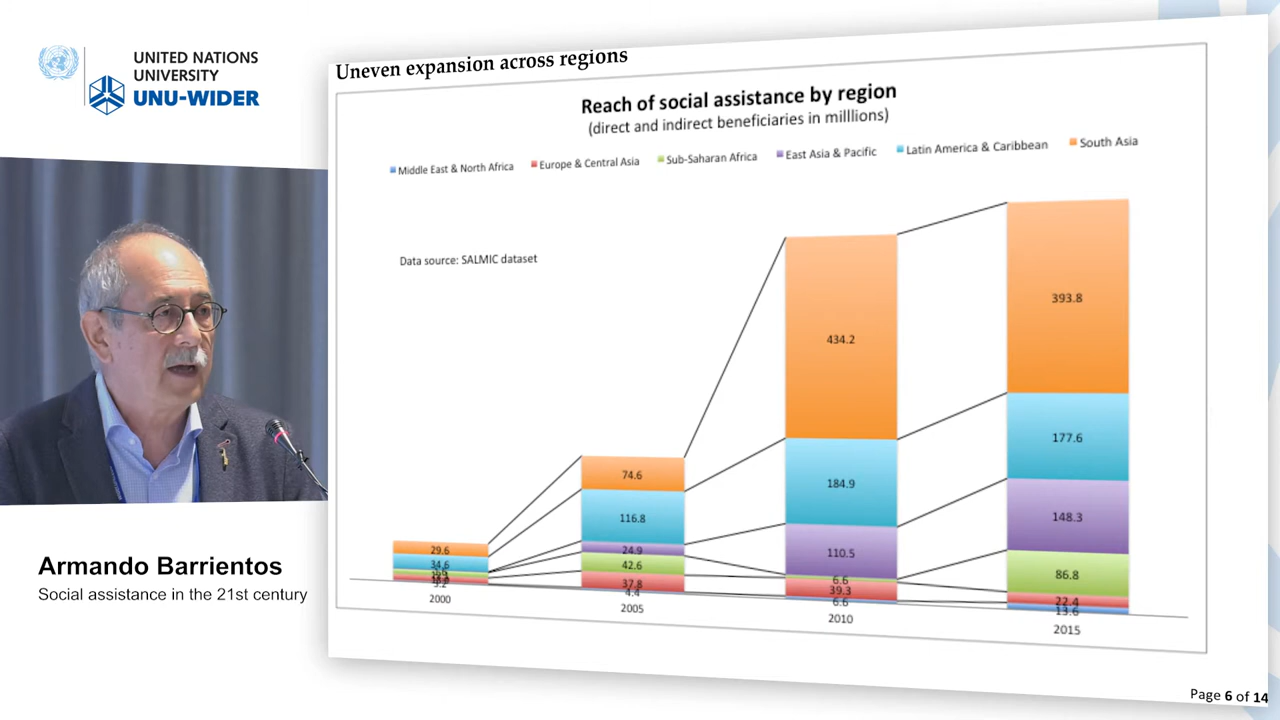 UNITED NATIONS
UNIVERSITY
UNU-WIDER
Armando Barrientos
Social assistance in the 21st century
Uneven expansion across regions
Reach of social assistance by region
(direct and indirect beneficiaries in milllions)
Middle East & North Africa Europe & Central Asia Sub-Saharan Africa East Asia & Pacific Latin America & Caribbean South Asia
Data source: SALMIC dataset
29.6
34.6
74.6
116.8
24.9
42.6
37.8
4.4
434.2
184.9
110.5
6.6
39.3
6.6
393.8
177.6
148.3
86.8
22.4
13.6
2000 2005 2010 2015
Page 6 of 14